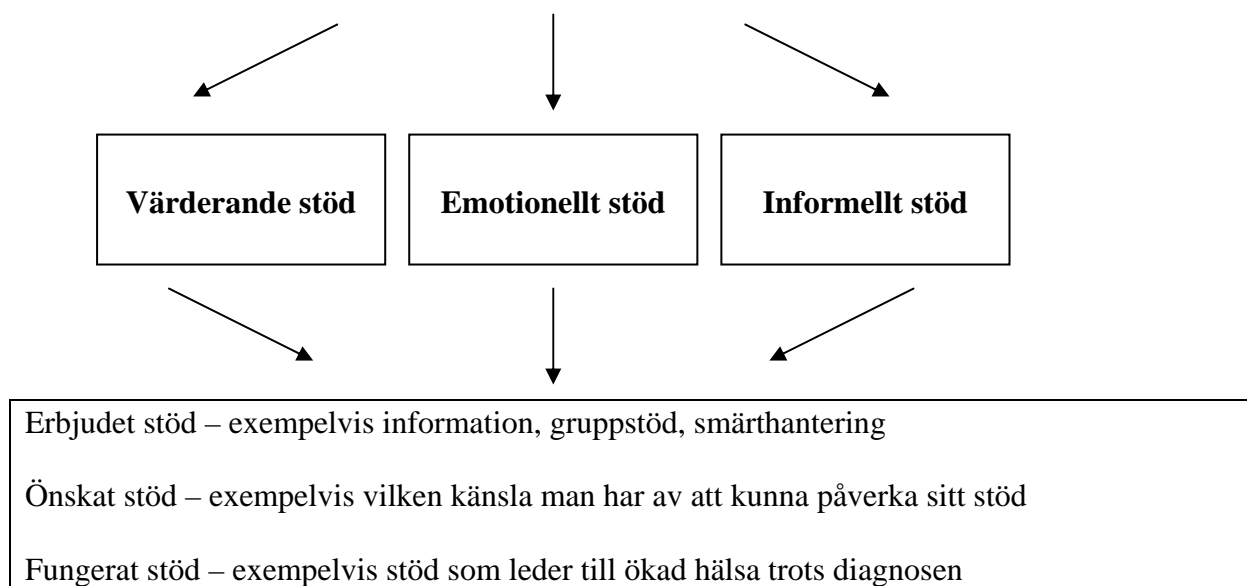 Värderande stöd
Emotionellt stöd
Informellt stöd
Erbjudet stöd – exempelvis information, gruppstöd, smärthantering
Önskat stöd – exempelvis vilken känsla man har av att kunna påverka sitt stöd
Fungerat stöd – exempelvis stöd som leder till ökad hälsa trots diagnosen